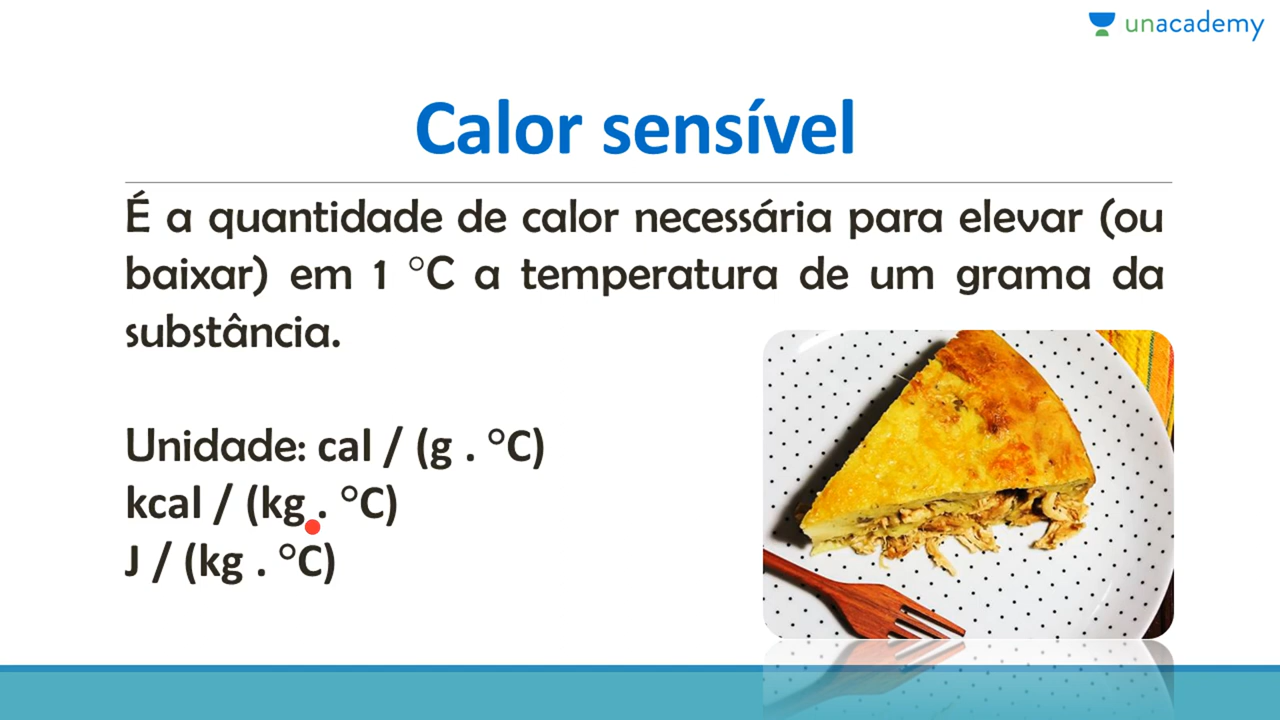 unacademy
Calor sensível
É a quantidade de calor necessária para elevar (ou
baixar) em 1 °C a temperatura de um grama da
substância.
Unidade: cal / (g . °C)
kcal / (kg . °C)
J / (kg . °C)